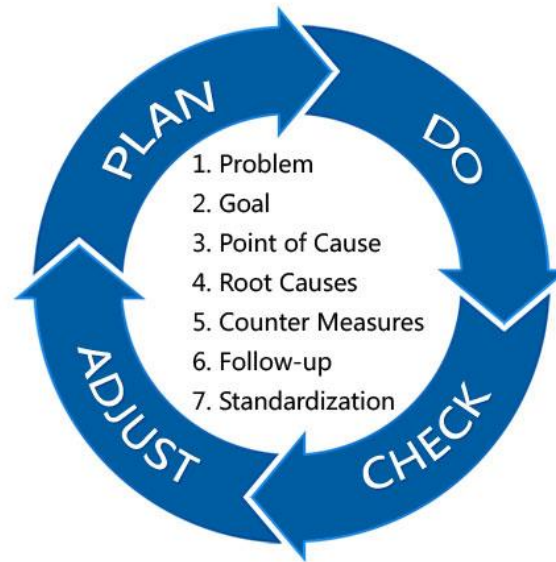 PLAN
DO
1. Problem
2. Goal
3. Point of Cause
4. Root Causes
5. Counter Measures
6. Follow-up
7. Standardization
CHECK
ADJUST